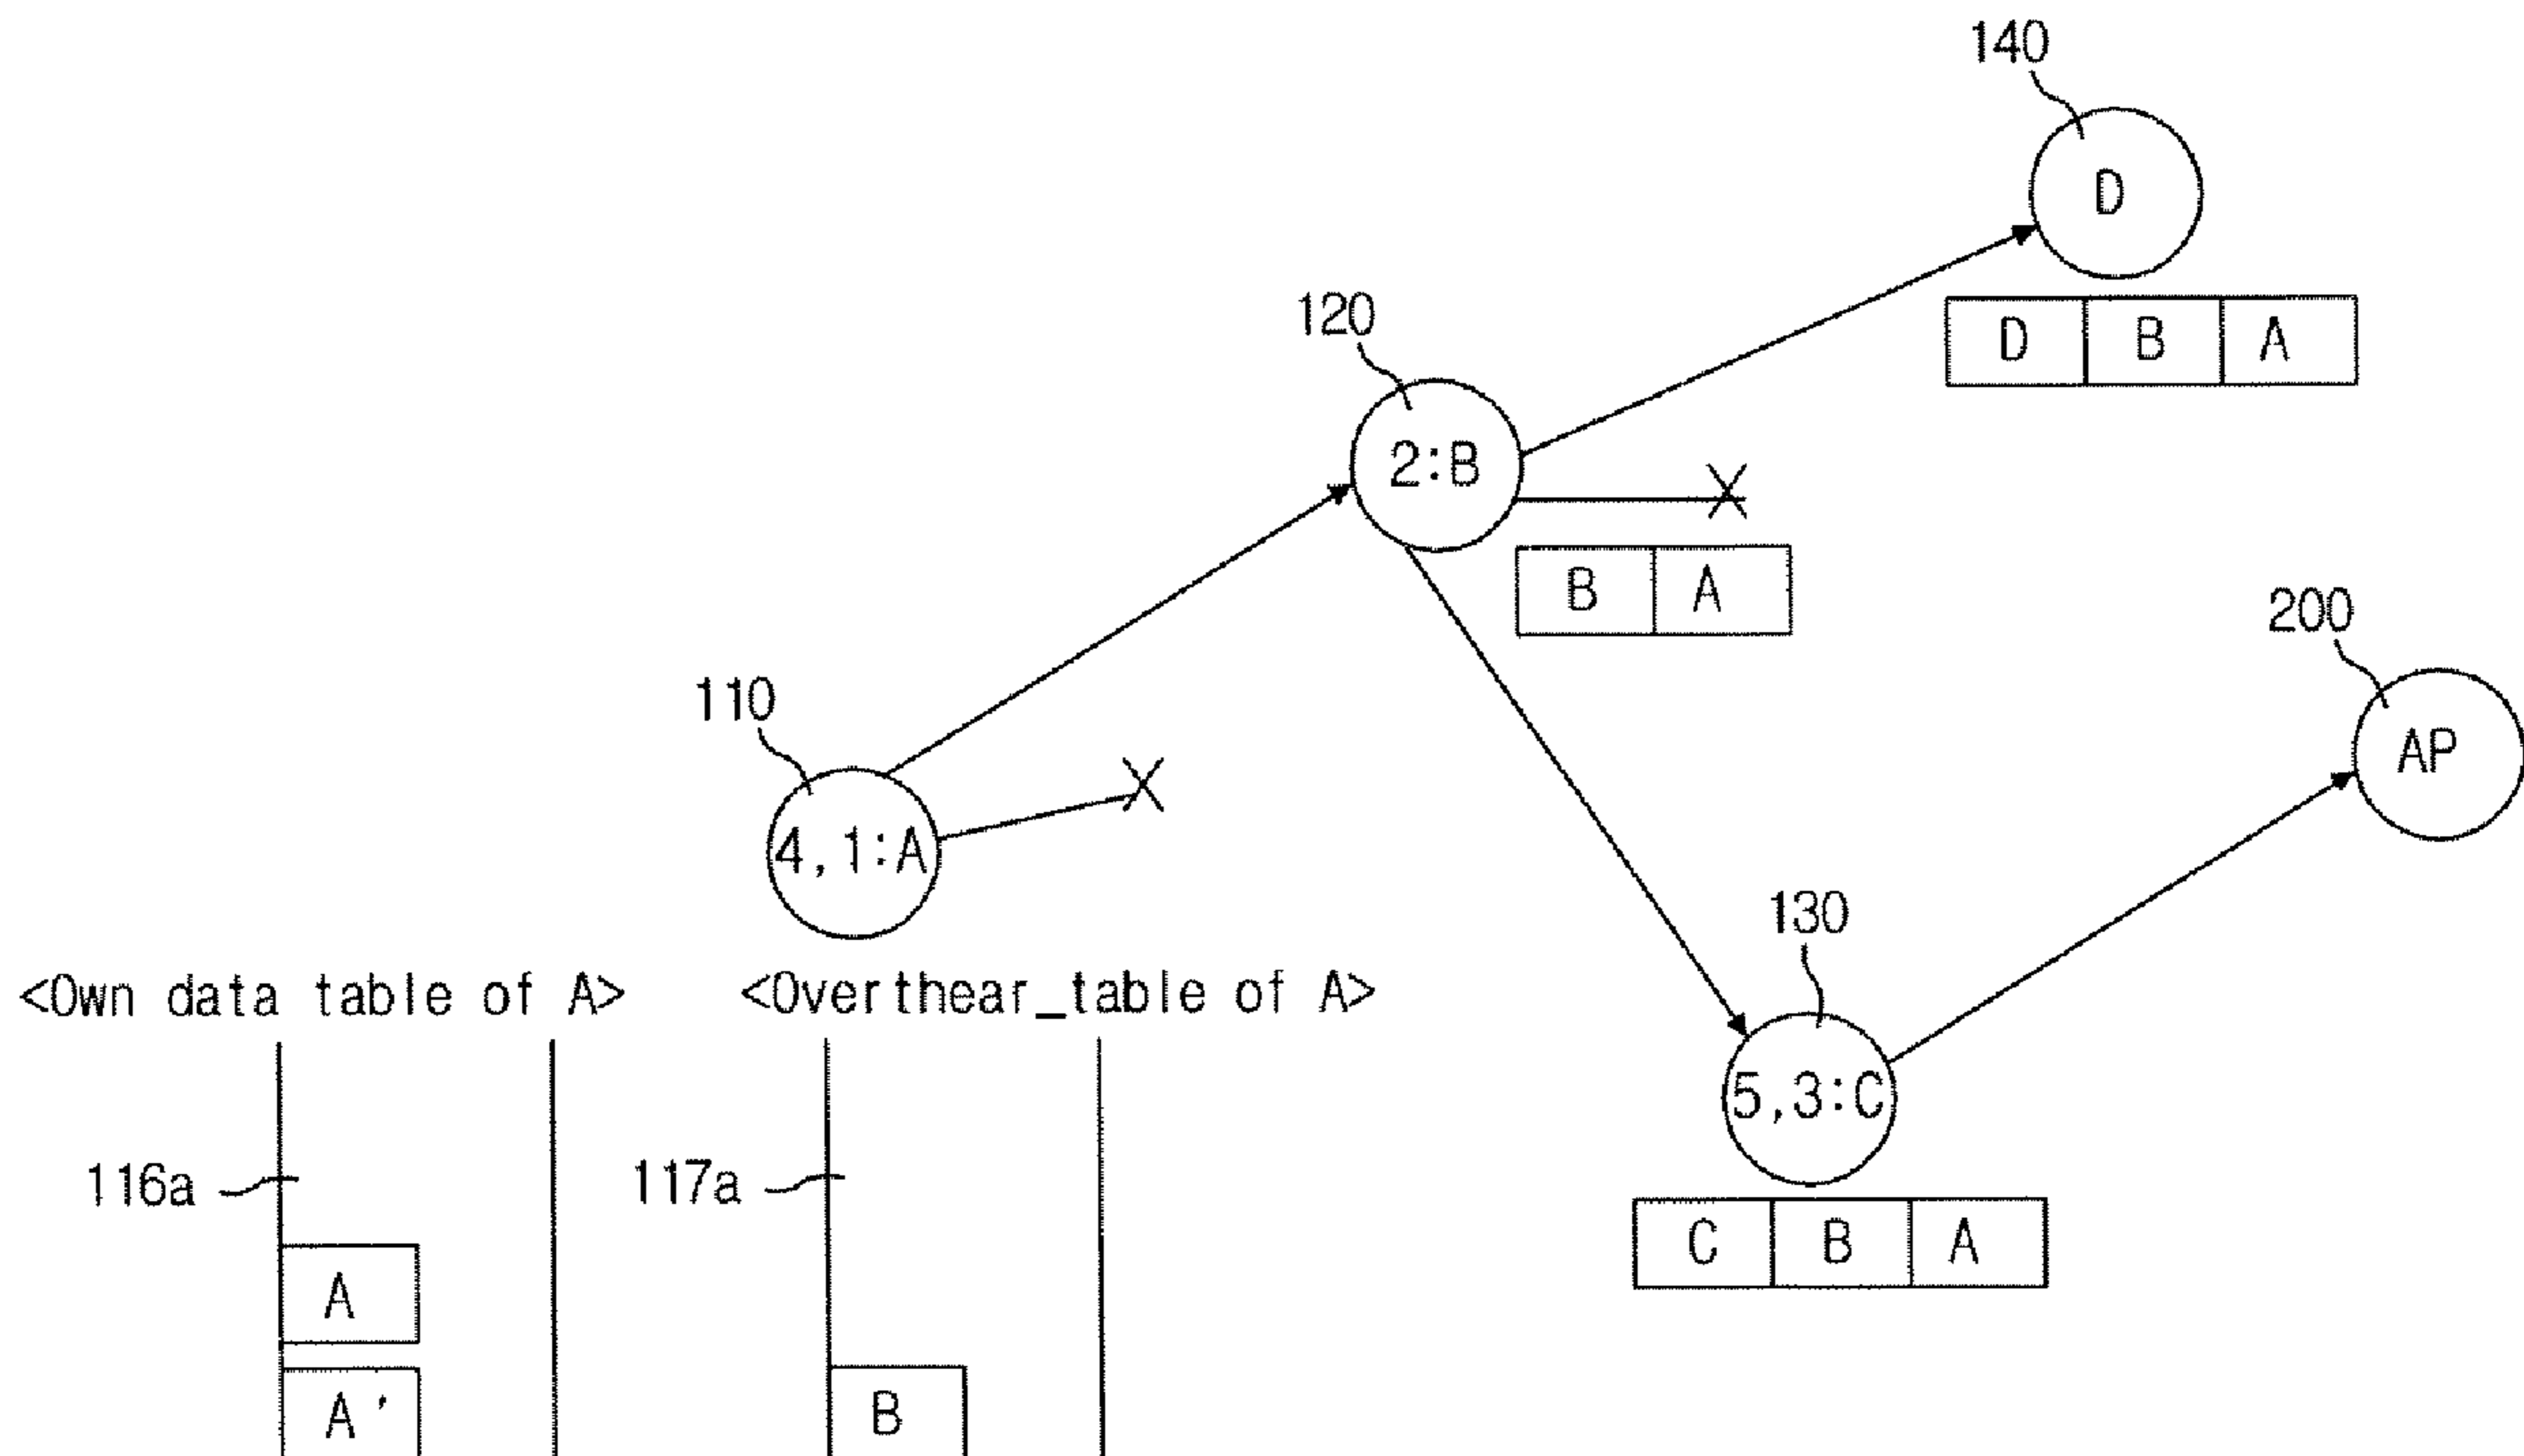 140
D
D B A
120
2:B
B A
200
AP
110
4,1:A
130
5,3:C
C B A
<Own data table of A>
<Overthear_table of A>
116a
117a
A
A'
B